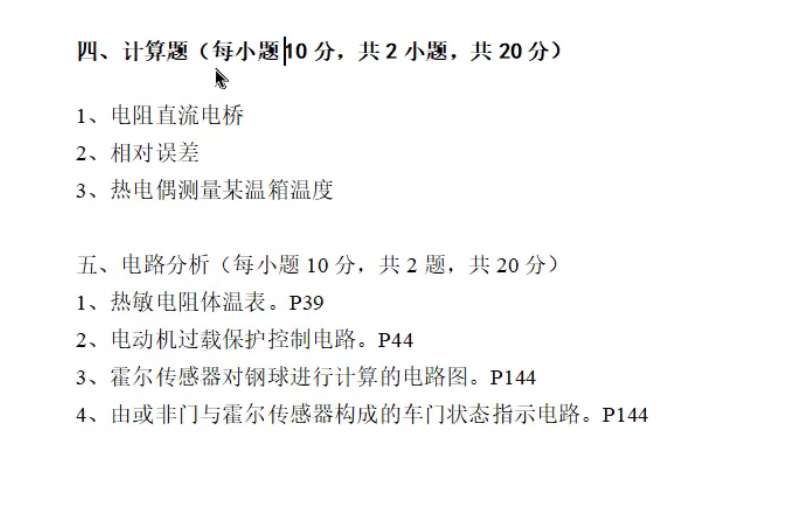 四、计算题（每小题10 分，共 2 小题，共 20 分）
1、电阻直流电桥
2、相对误差
3、热电偶测量某温箱温度
五、电路分析（每小题 10 分，共 2 题，共 20 分）
1、热敏电阻体温表。P39
2、电动机过载保护控制电路。P44
3、霍尔传感器对钢球进行计算的电路图。P144
4、由或非门与霍尔传感器构成的车门状态指示电路。P144